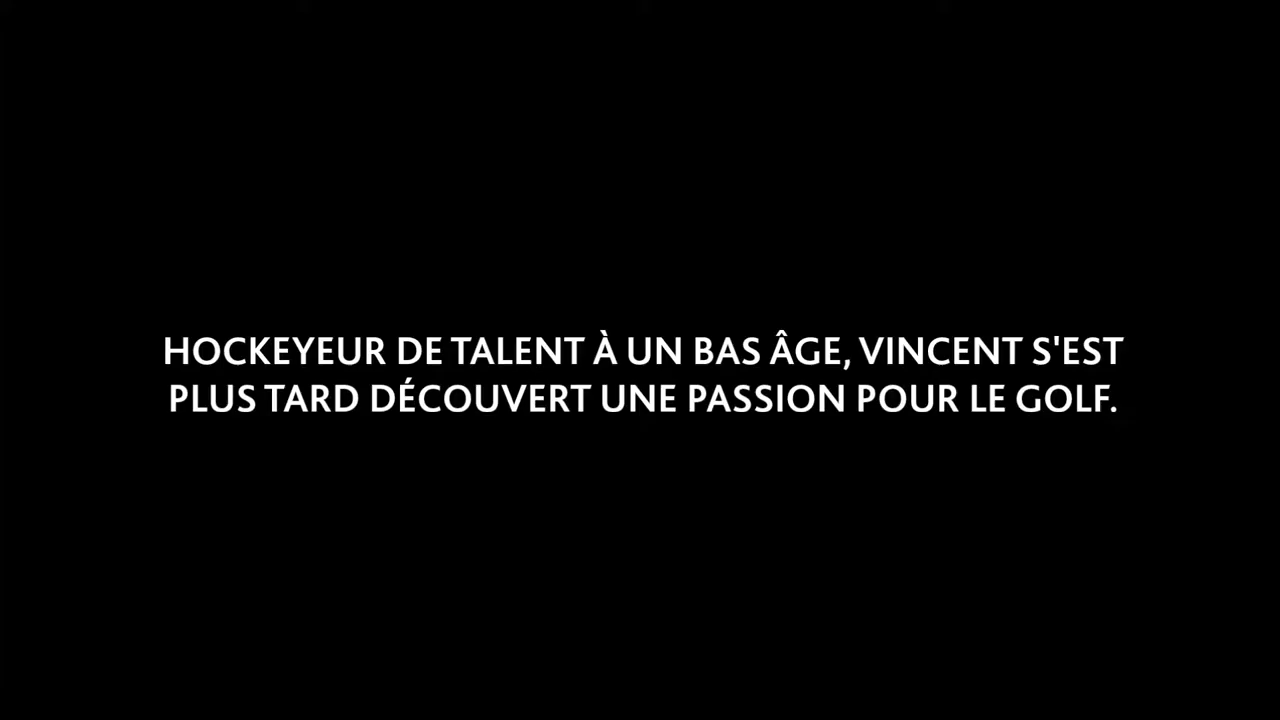 HOCKEYEUR DE TALENT À UN BAS ÂGE, VINCENT S'EST
PLUS TARD DÉCOUVERT UNE PASSION POUR LE GOLF.